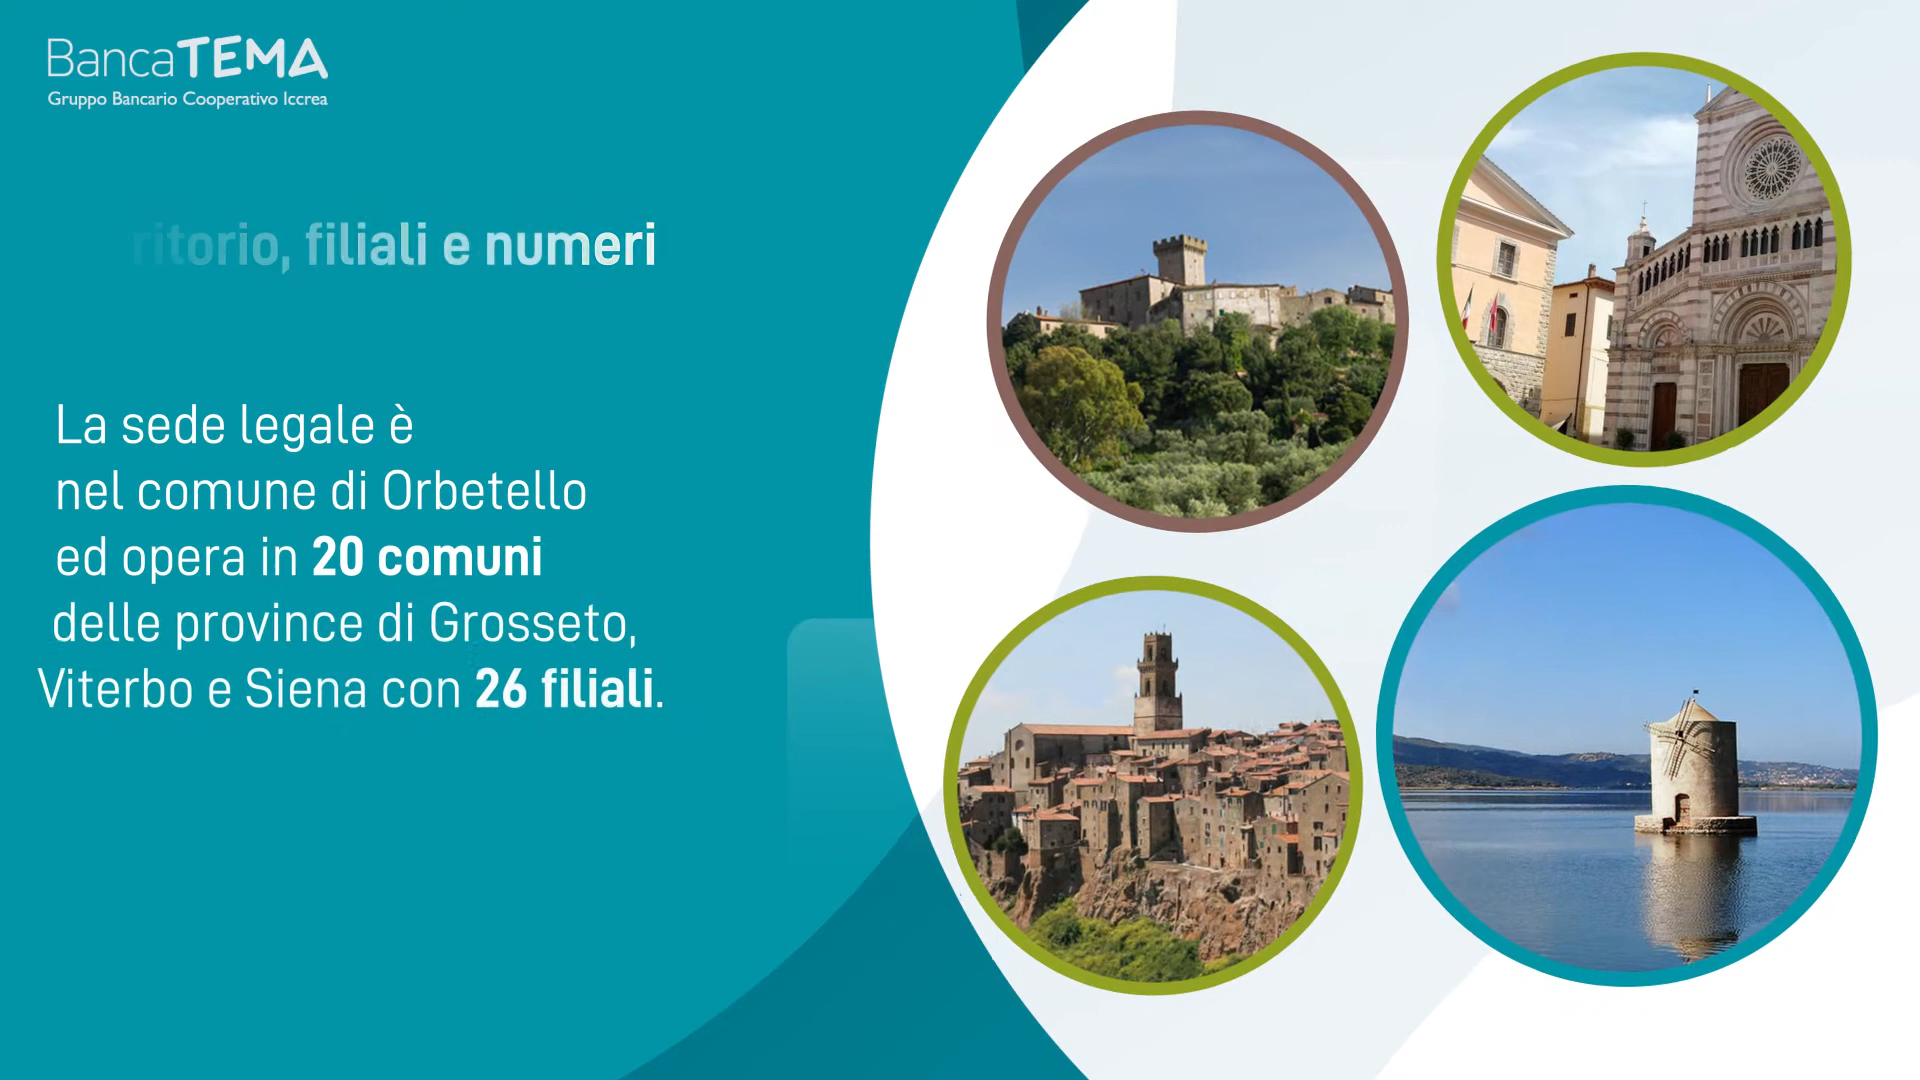 BancaTEMA
Gruppo Bancario Cooperativo Iccrea
ritorio, filiali e numeri
La sede legale è
nel comune di Orbetello
ed opera in 20 comuni
delle province di Grosseto,
Viterbo e Siena con 26 filiali.